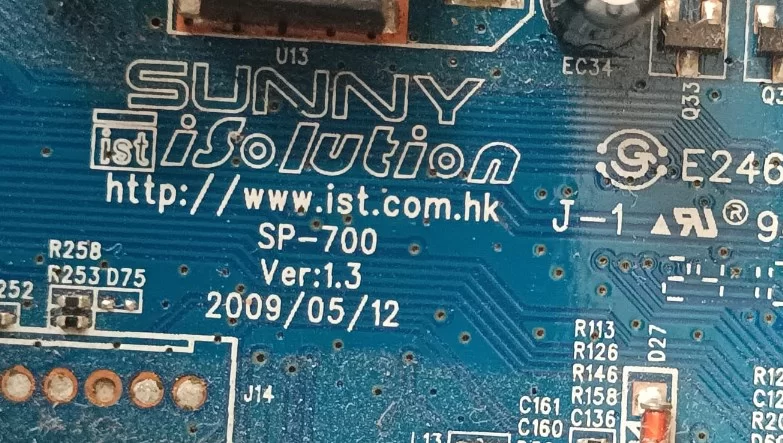 U13
EC34
Q33
SUNNY
ist iSolution
E246
http://www.ist.com.hk
J-1
SP-700
R258
R253 D75
Ver:1.3
252
2009/05/12
R113
D27
R126
R146
R158
J14
C161
C136
C160
L13